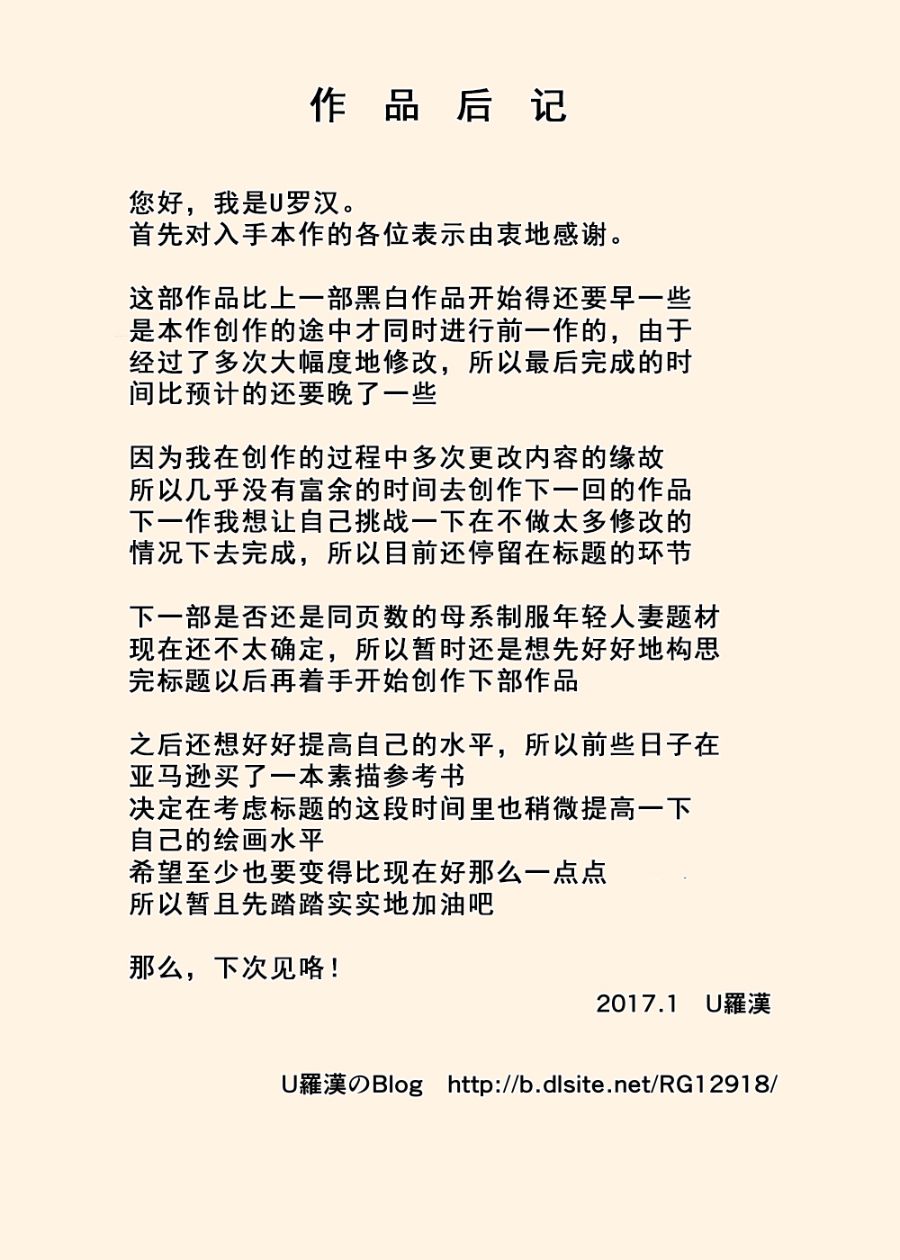 作品后记
您好，我是U罗汉。
首先对入手本作的各位表示由衷地感谢。
这部作品比上一部黑白作品开始得还要早一些
是本作创作的途中才同时进行前一作的，由于
经过了多次大幅度地修改，所以最后完成的时
间比预计的还要晚了一些
因为我在创作的过程中多次更改内容的缘故
所以几乎没有富余的时间去创作下一回的作品
下一作我想让自己挑战一下在不做太多修改的
情况下去完成，所以目前还停留在标题的环节
下一部是否还是同页数的母系制服年轻人妻题材
现在还不太确定，所以暂时还是想先好好地构思
完标题以后再着手开始创作下部作品
之后还想好好提高自己的水平，所以前些日子在
亚马逊买了一本素描参考书
决定在考虑标题的这段时间里也稍微提高一下
自己的绘画水平
希望至少也要变得比现在好那么一点点
所以暂且先踏踏实实地加油吧
那么，下次见咯！
2017.1　U羅漢
U羅漢のBlog　http://b.dlsite.net/RG12918/